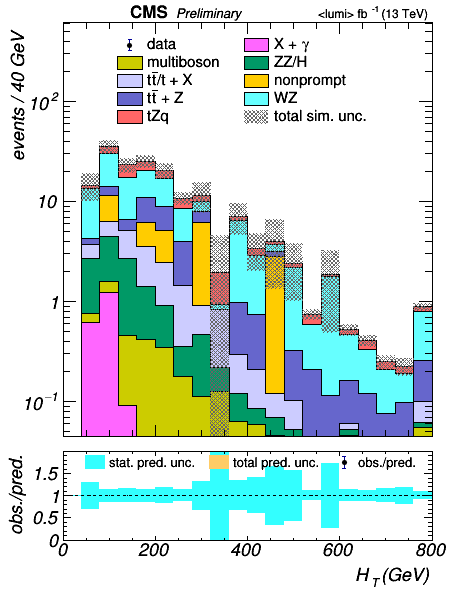 CMS Preliminary <lumi> fb -1 (13 TeV)
events / 40 GeV
data
X + γ
multiboson
ZZ/H
tt̄/t + X
nonprompt
tt̄ + Z
WZ
tZq
total sim. unc.
10²
10
1
10⁻¹
obs./pred.
stat. pred. unc.
total pred. unc.
obs./pred.
1.5
1
0.5
0
0 200 400 600 800
H T (GeV)